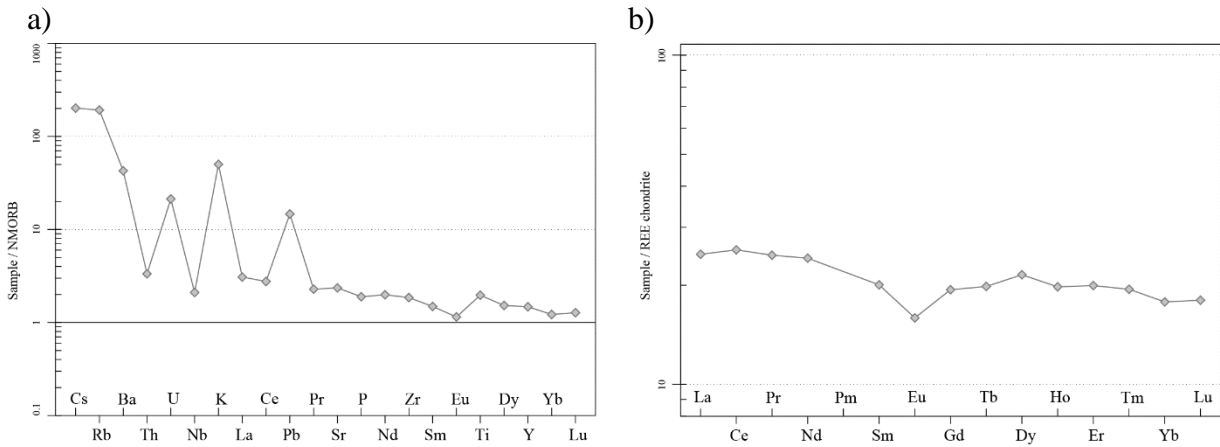 a)
Sample / NMORB
1000
100
10
1
0.1
Cs Ba U K Ce Pr P Zr Eu Dy Yb
Rb Th Nb La Pb Sr Nd Sm Ti Y Lu
b)
Sample / REE chondrite
100
10
La Pr Pm Eu Tb Ho Tm Lu
Ce Nd Sm Gd Dy Er Yb